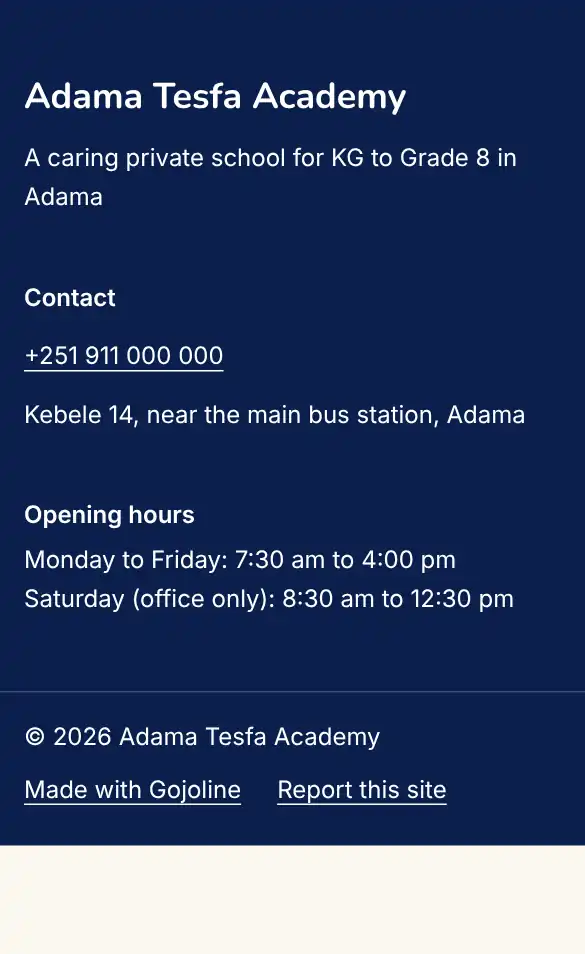 Adama Tesfa Academy
A caring private school for KG to Grade 8 in
Adama
Contact
+251 911 000 000
Kebele 14, near the main bus station, Adama
Opening hours
Monday to Friday: 7:30 am to 4:00 pm
Saturday (office only): 8:30 am to 12:30 pm
© 2026 Adama Tesfa Academy
Made with Gojoline Report this site